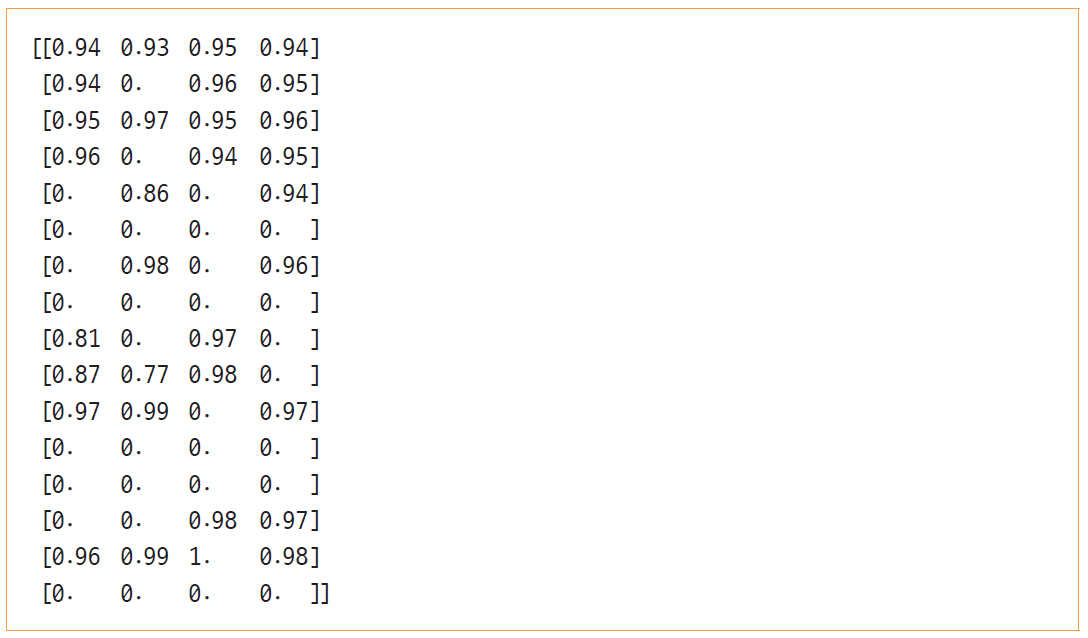 [[0.94 0.93 0.95 0.94]
[0.94 0. 0.96 0.95]
[0.95 0.97 0.95 0.96]
[0.96 0. 0.94 0.95]
[0. 0.86 0. 0.94]
[0. 0. 0. 0. ]
[0. 0.98 0. 0.96]
[0. 0. 0. 0. ]
[0.81 0. 0.97 0. ]
[0.87 0.77 0.98 0. ]
[0.97 0.99 0. 0.97]
[0. 0. 0. 0. ]
[0. 0. 0. 0. ]
[0. 0. 0.98 0.97]
[0.96 0.99 1. 0.98]
[0. 0. 0. 0. ]]